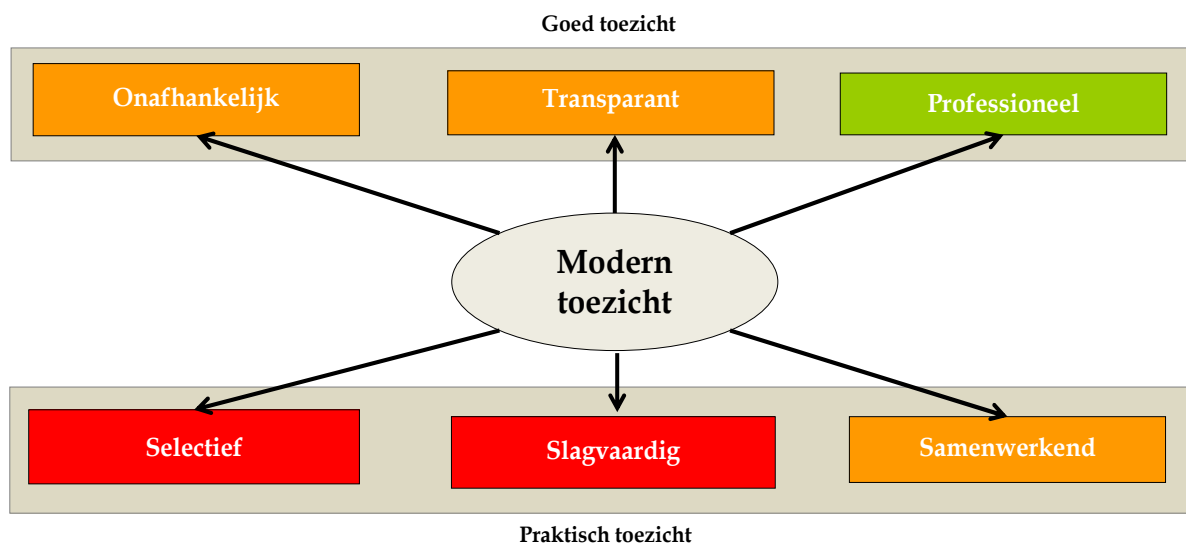 Goed toezicht
Onafhankelijk
Transparant
Professioneel
Modern
toezicht
Selectief
Slagvaardig
Samenwerkend
Praktisch toezicht